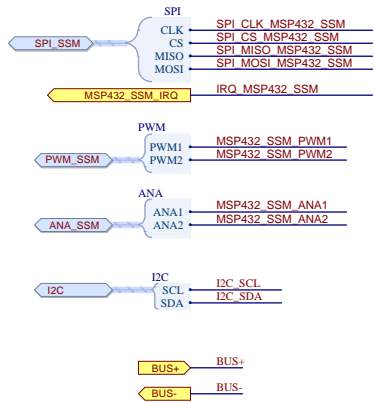 SPI
SPI_SSM
CLK SPI_CLK_MSP432_SSM
CS SPI_CS_MSP432_SSM
MISO SPI_MISO_MSP432_SSM
MOSI SPI_MOSI_MSP432_SSM
MSP432_SSM_IRQ IRQ_MSP432_SSM
PWM
PWM_SSM
PWM1 MSP432_SSM_PWM1
PWM2 MSP432_SSM_PWM2
ANA
ANA_SSM
ANA1 MSP432_SSM_ANA1
ANA2 MSP432_SSM_ANA2
I2C
I2C
SCL I2C_SCL
SDA I2C_SDA
BUS+ BUS+
BUS- BUS-